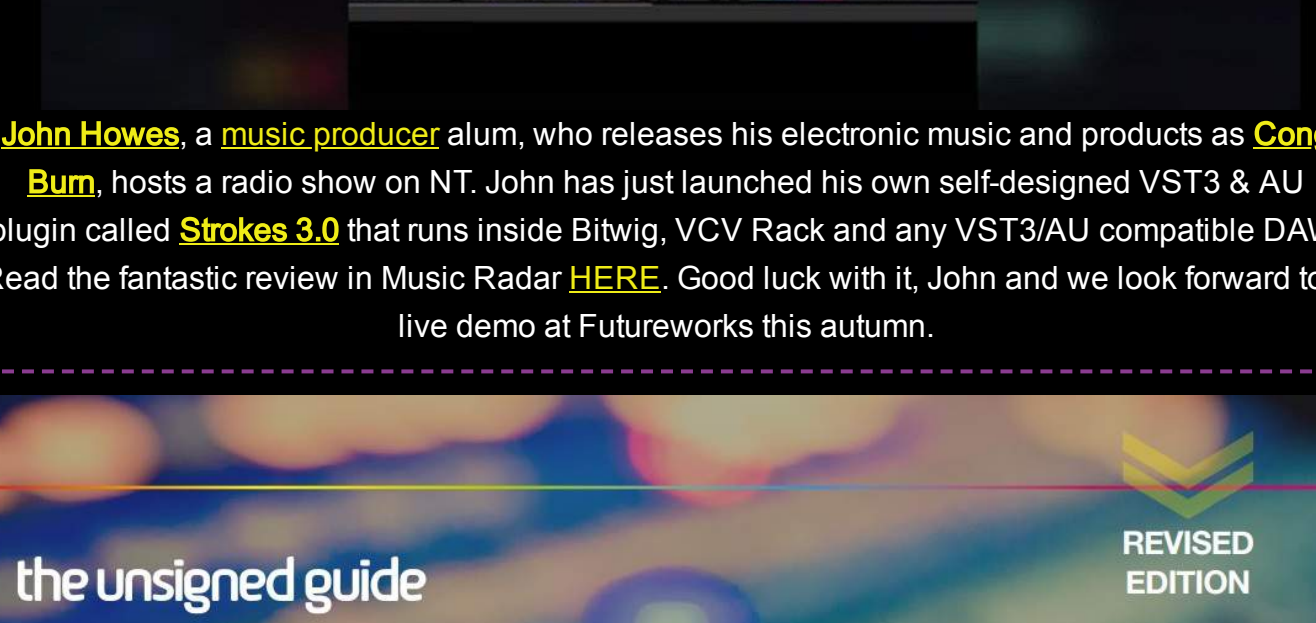 John Howes, a music producer alum, who releases his electronic music and products as
Burn, hosts a radio show on NT. John has just launched his own self-designed VST3 & AU
plugin called Strokes 3.0 that runs inside Bitwig, VCV Rack and any VST3/AU compatible
Read the fantastic review in Music Radar HERE. Good luck with it, John and we look forward to
live demo at Futureworks this autumn.
REVISED
EDITION
the unsigned guide